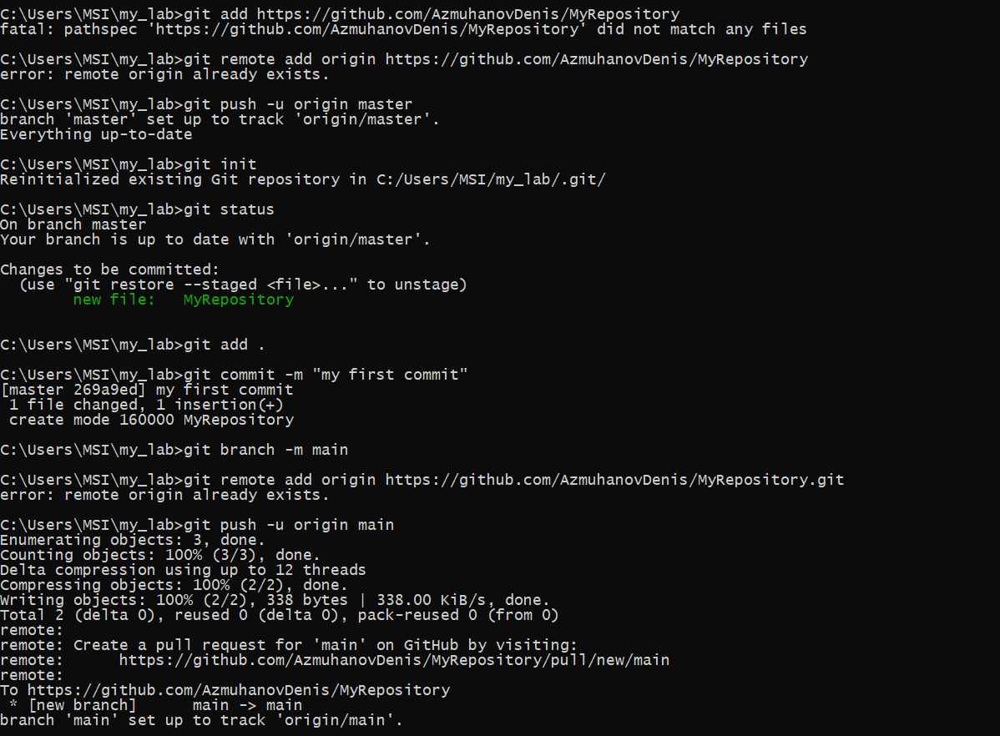 C:\Users\MSI\my_lab>git add https://github.com/AzmuhanovDenis/MyRepository
fatal: pathspec 'https://github.com/AzmuhanovDenis/MyRepository' did not match any files
C:\Users\MSI\my_lab>git remote add origin https://github.com/AzmuhanovDenis/MyRepository
error: remote origin already exists.
C:\Users\MSI\my_lab>git push -u origin master
branch 'master' set up to track 'origin/master'.
Everything up-to-date
C:\Users\MSI\my_lab>git init
Reinitialized existing Git repository in C:/Users/MSI/my_lab/.git/
C:\Users\MSI\my_lab>git status
On branch master
Your branch is up to date with 'origin/master'.
Changes to be committed:
  (use "git restore --staged <file>..." to unstage)
        new file:   MyRepository
C:\Users\MSI\my_lab>git add .
C:\Users\MSI\my_lab>git commit -m "my first commit"
[master 269a9ed] my first commit
 1 file changed, 1 insertion(+)
 create mode 160000 MyRepository
C:\Users\MSI\my_lab>git branch -m main
C:\Users\MSI\my_lab>git remote add origin https://github.com/AzmuhanovDenis/MyRepository.git
error: remote origin already exists.
C:\Users\MSI\my_lab>git push -u origin main
Enumerating objects: 3, done.
Counting objects: 100% (3/3), done.
Delta compression using up to 12 threads
Compressing objects: 100% (2/2), done.
Writing objects: 100% (2/2), 338 bytes | 338.00 KiB/s, done.
Total 2 (delta 0), reused 0 (delta 0), pack-reused 0 (from 0)
remote:
remote: Create a pull request for 'main' on GitHub by visiting:
remote:      https://github.com/AzmuhanovDenis/MyRepository/pull/new/main
remote:
To https://github.com/AzmuhanovDenis/MyRepository
 * [new branch]      main -> main
branch 'main' set up to track 'origin/main'.